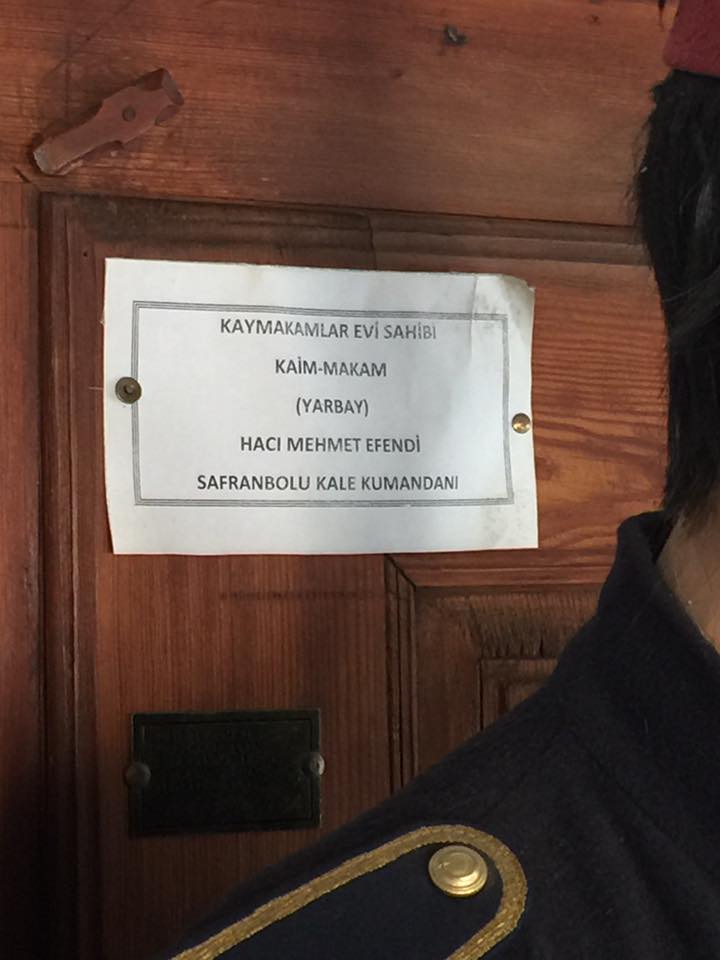 KAYMAKAMLAR EVİ SAHİBİ
KAİM-MAKAM
(YARBAY)
HACI MEHMET EFENDİ
SAFRANBOLU KALE KUMANDANI